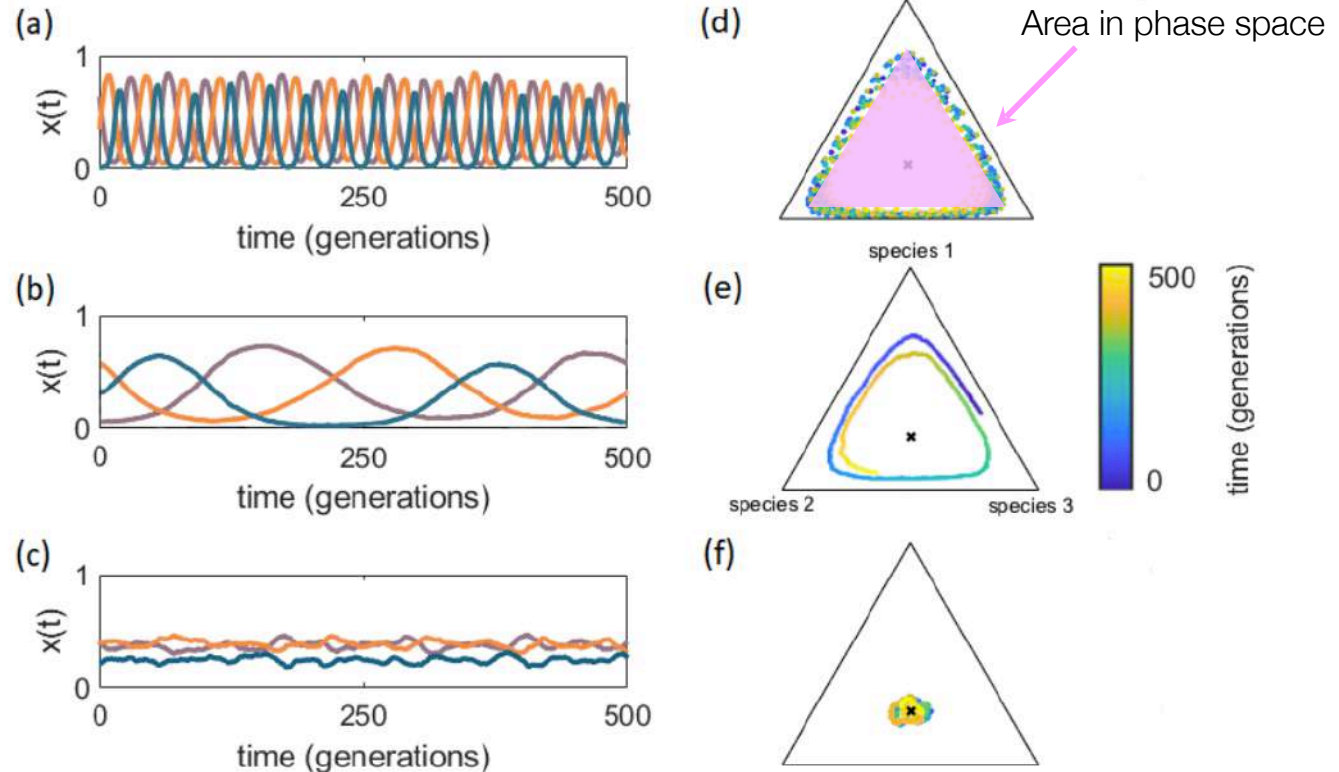 (a)
1
x(t)
0
0 250 500
time (generations)
(d)
Area in phase space
species 1
(b)
1
x(t)
0
0 250 500
time (generations)
(e)
species 2
species 3
500
0
time (generations)
(c)
1
x(t)
0
0 250 500
time (generations)
(f)